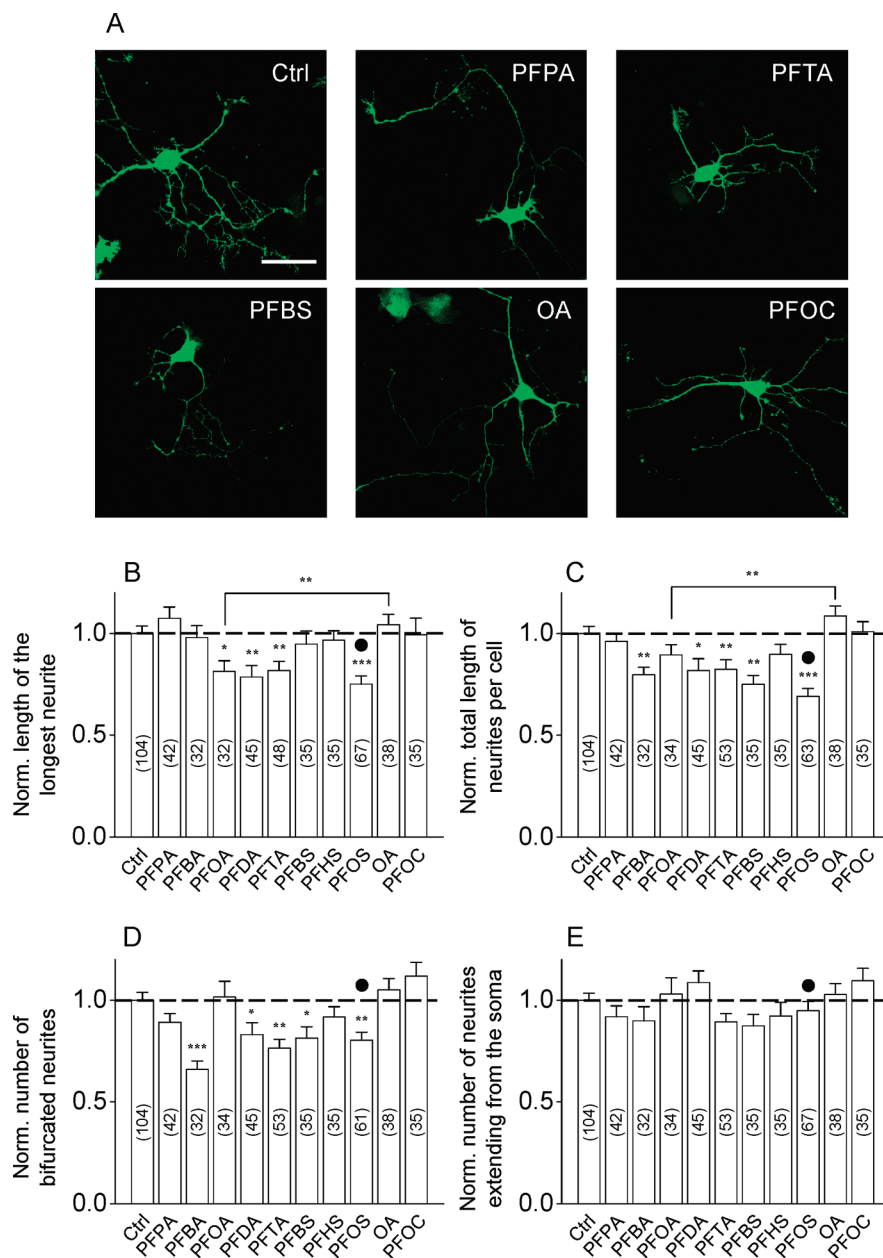 A
Ctrl
PFPA
PFTA
PFBS
OA
PFOC
B
Norm. length of the
longest neurite
1.0
0.5
0.0
**
* ** ** ***
(104) (42) (32) (32) (45) (48) (35) (35) (67) (38) (35)
Ctrl PFPA PFBA PFOA PFDA PFTA PFBS PFHS PFOS OA PFOC
C
Norm. total length of
neurites per cell
1.0
0.5
0.0
**
** * ** ** ***
(104) (42) (32) (34) (45) (53) (35) (35) (63) (38) (35)
Ctrl PFPA PFBA PFOA PFDA PFTA PFBS PFHS PFOS OA PFOC
D
Norm. number of
bifurcated neurites
1.0
0.5
0.0
*** * ** * **
(104) (42) (32) (34) (45) (53) (35) (35) (61) (38) (35)
Ctrl PFPA PFBA PFOA PFDA PFTA PFBS PFHS PFOS OA PFOC
E
Norm. number of neurites
extending from the soma
1.0
0.5
0.0
(104) (42) (32) (34) (45) (53) (35) (35) (67) (38) (35)
Ctrl PFPA PFBA PFOA PFDA PFTA PFBS PFHS PFOS OA PFOC